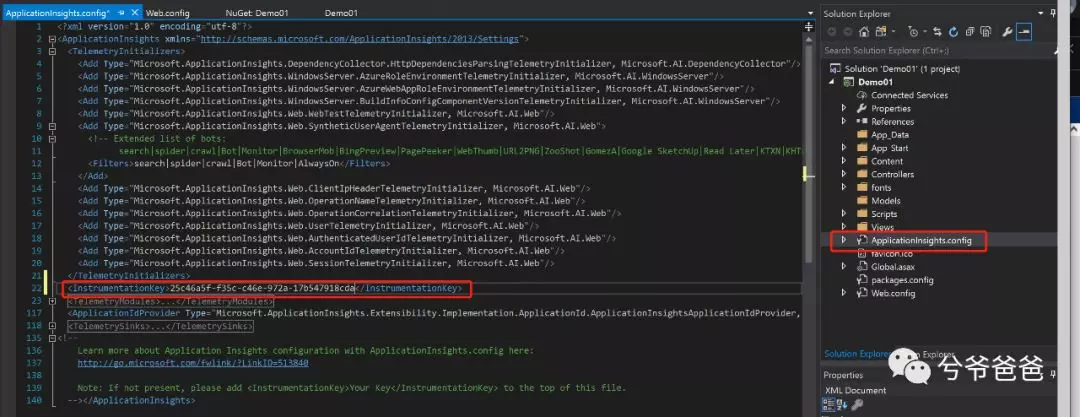 ApplicationInsights.config*
Web.config
NuGet: Demo01
Demo01
1 <?xml version="1.0" encoding="utf-8"?>
2 <ApplicationInsights xmlns="http://schemas.microsoft.com/ApplicationInsights/2013/Settings">
3 <TelemetryInitializers>
4 <Add Type="Microsoft.ApplicationInsights.DependencyCollector.HttpDependenciesParsingTelemetryInitializer, Microsoft.AI.DependencyCollector"/
5 <Add Type="Microsoft.ApplicationInsights.WindowsServer.AzureRoleEnvironmentTelemetryInitializer, Microsoft.AI.WindowsServer"/>
6 <Add Type="Microsoft.ApplicationInsights.WindowsServer.AzureWebAppRoleEnvironmentTelemetryInitializer, Microsoft.AI.WindowsServer"/>
7 <Add Type="Microsoft.ApplicationInsights.WindowsServer.BuildInfoConfigComponentVersionTelemetryInitializer, Microsoft.AI.WindowsServer"/>
8 <Add Type="Microsoft.ApplicationInsights.Web.WebTestTelemetryInitializer, Microsoft.AI.Web"/>
9 <Add Type="Microsoft.ApplicationInsights.Web.SyntheticUserAgentTelemetryInitializer, Microsoft.AI.Web">
10 <!-- Extended list of bots:
11 search|spider|crawl|Bot|Monitor|BrowserMob|BingPreview|PagePeeker|WebThumb|URL2PNG|ZooShot|GomezA|Google SketchUp|Read Later|KTXN|KHT
12 <Filters>search|spider|crawl|Bot|Monitor|AlwaysOn</Filters>
13 </Add>
14 <Add Type="Microsoft.ApplicationInsights.Web.ClientIpHeaderTelemetryInitializer, Microsoft.AI.Web"/>
15 <Add Type="Microsoft.ApplicationInsights.Web.OperationNameTelemetryInitializer, Microsoft.AI.Web"/>
16 <Add Type="Microsoft.ApplicationInsights.Web.OperationCorrelationTelemetryInitializer, Microsoft.AI.Web"/>
17 <Add Type="Microsoft.ApplicationInsights.Web.UserTelemetryInitializer, Microsoft.AI.Web"/>
18 <Add Type="Microsoft.ApplicationInsights.Web.AuthenticatedUserIdTelemetryInitializer, Microsoft.AI.Web"/>
19 <Add Type="Microsoft.ApplicationInsights.Web.AccountIdTelemetryInitializer, Microsoft.AI.Web"/>
20 <Add Type="Microsoft.ApplicationInsights.Web.SessionTelemetryInitializer, Microsoft.AI.Web"/>
21 </TelemetryInitializers>
22 <InstrumentationKey>25c46a5f-f35c-c46e-972a-17b547918cda</InstrumentationKey>
23 <TelemetryModules>...</TelemetryModules>
117 <ApplicationIdProvider Type="Microsoft.ApplicationInsights.Extensibility.Implementation.ApplicationId.ApplicationInsightsApplicationIdProvider,
118 <TelemetrySinks>...</TelemetrySinks>
135 <!--
136 Learn more about Application Insights configuration with ApplicationInsights.config here:
137 http://go.microsoft.com/fwlink/?LinkID=513840
138
139 Note: If not present, please add <InstrumentationKey>Your Key</InstrumentationKey> to the top of this file.
140 --></ApplicationInsights>
Solution Explorer
Search Solution Explorer (Ctrl+;)
Solution 'Demo01' (1 project)
Demo01
Connected Services
Properties
References
App_Data
App_Start
Content
Controllers
fonts
Models
Scripts
Views
ApplicationInsights.config
favicon.ico
Global.asax
packages.config
Web.config
Solution Explorer
Explorer
Properties
XML Document
兮爷爸爸